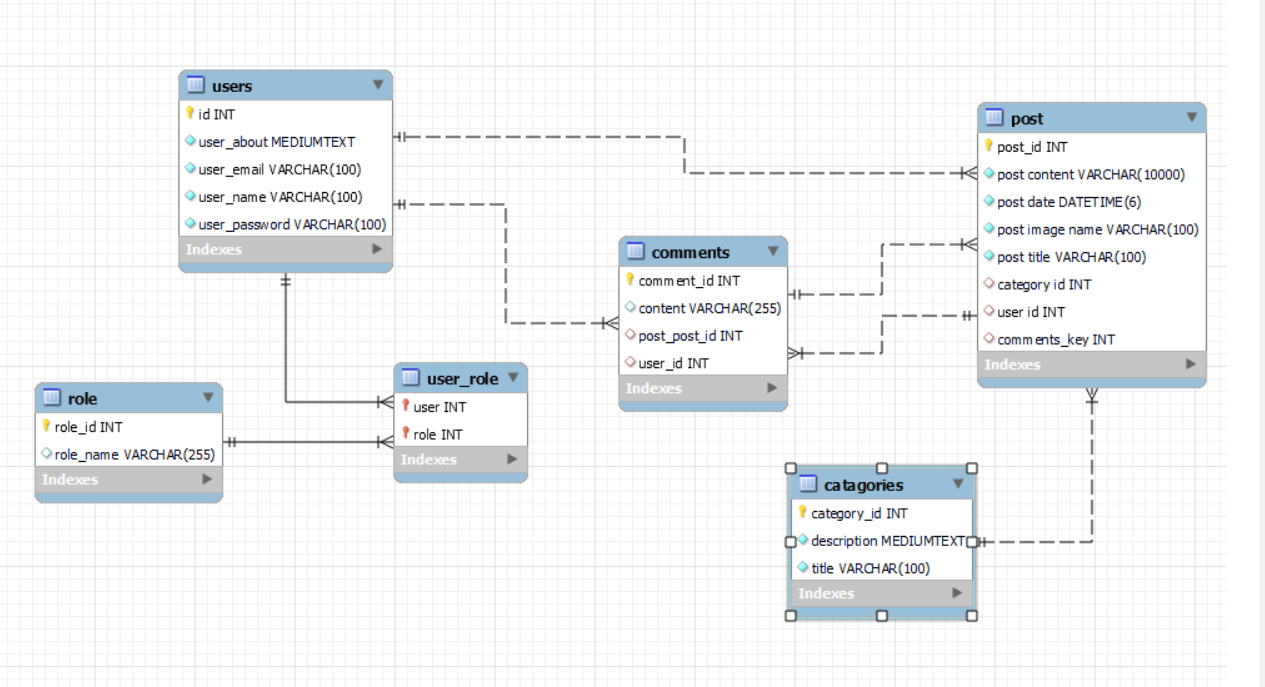 users
id INT
user_about MEDIUMTEXT
user_email VARCHAR(100)
user_name VARCHAR(100)
user_password VARCHAR(100)
Indexes
post
post_id INT
post content VARCHAR(10000)
post date DATETIME(6)
post image name VARCHAR(100)
post title VARCHAR(100)
category id INT
user id INT
comments_key INT
Indexes
comments
comment_id INT
content VARCHAR(255)
post_post_id INT
user_id INT
Indexes
user_role
user INT
role INT
Indexes
role
role_id INT
role_name VARCHAR(255)
Indexes
catagories
category_id INT
description MEDIUMTEXT
title VARCHAR(100)
Indexes